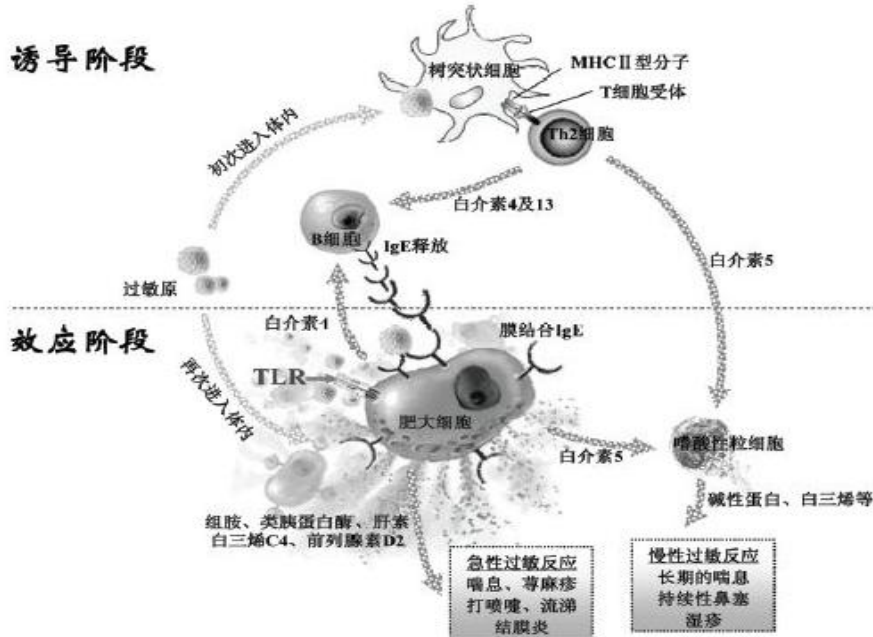 诱导阶段
树突状细胞
MHCⅡ型分子
T细胞受体
Th2细胞
初次进入体内
白介素4及13
B细胞
IgE释放
白介素5
过敏原
效应阶段
白介素4
膜结合IgE
TLR
再次进入体内
肥大细胞
嗜酸性粒细胞
白介素5
碱性蛋白、白三烯等
组胺、类胰蛋白酶、肝素
白三烯C4、前列腺素D2
急性过敏反应
喘息、荨麻疹
打喷嚏、流涕
结膜炎
慢性过敏反应
长期的喘息
持续性鼻塞
湿疹